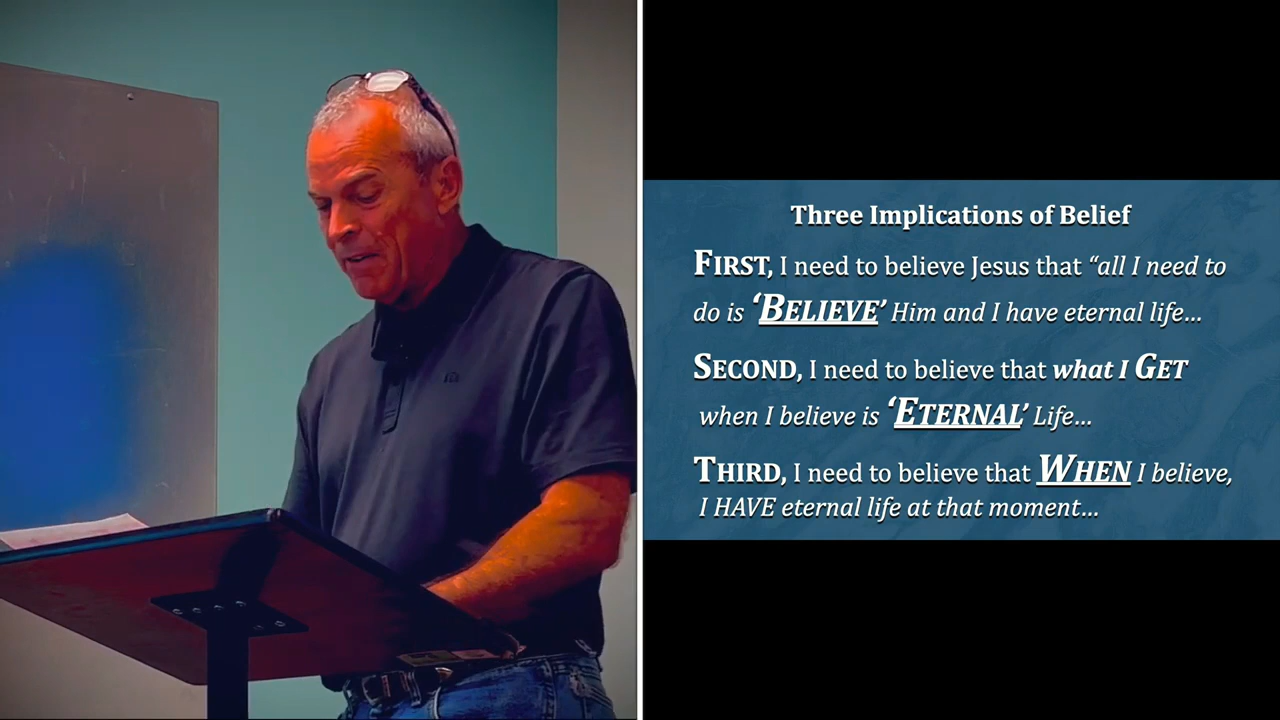 Three Implications of Belief
FIRST, I need to believe Jesus that “all I need to
do is ‘BELIEVE’ Him and I have eternal life...
SECOND, I need to believe that what I GET
when I believe is ‘ETERNAL’ Life...
THIRD, I need to believe that WHEN I believe,
I HAVE eternal life at that moment...